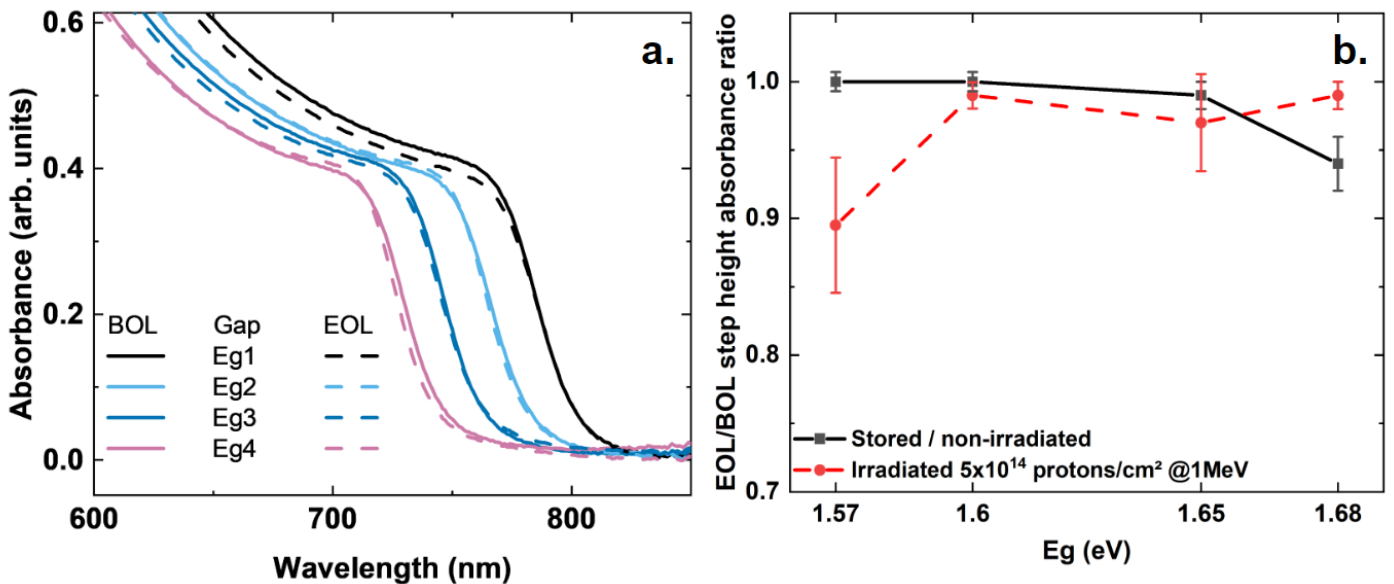 a.
0.6
0.4
0.2
0.0
Absorbance (arb. units)
BOL Gap EOL
Eg1
Eg2
Eg3
Eg4
600 700 800
Wavelength (nm)
b.
1.0
0.9
0.8
0.7
EOL/BOL step height absorbance ratio
Stored / non-irradiated
Irradiated 5x10¹⁴ protons/cm² @1MeV
1.57 1.6 1.65 1.68
Eg (eV)